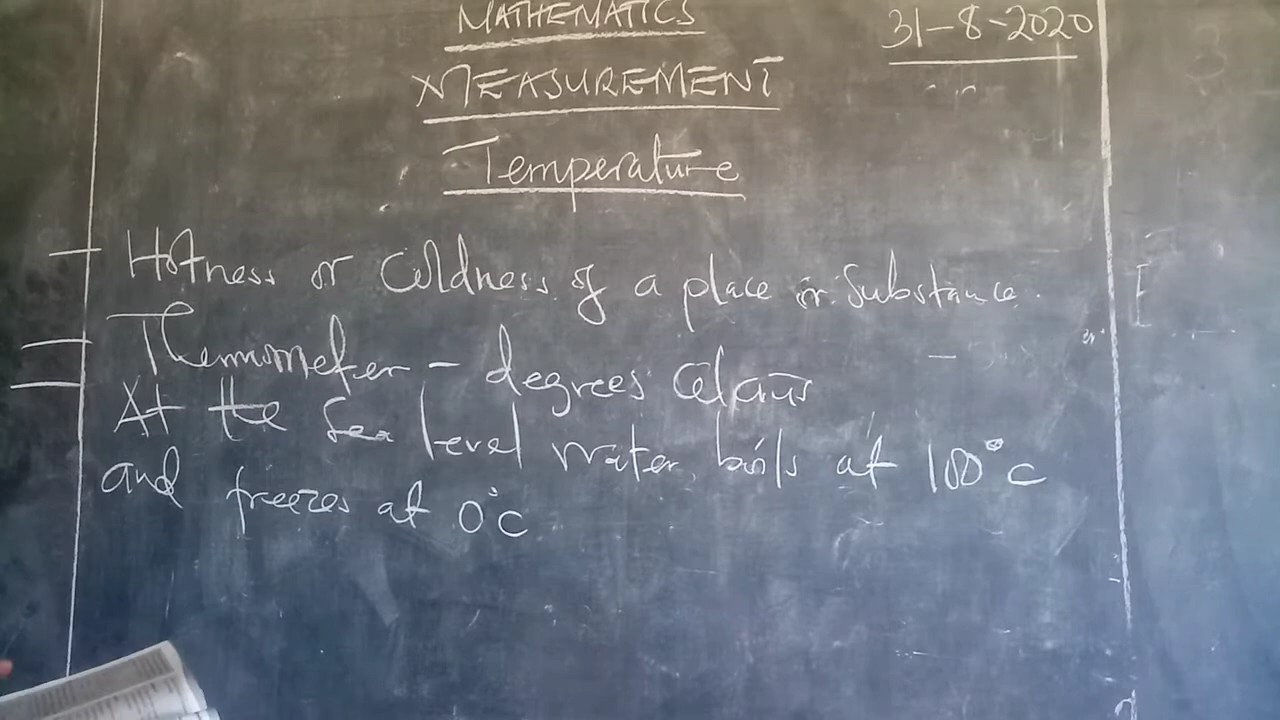 MATHEMATICS
31-8-2020
MEASUREMENT
Temperature
– Hotness or Coldness of a place or Substance.
– Thermometer – degrees Celcius
– At the Sea level Water boils at 100°C
and freezes at 0°C